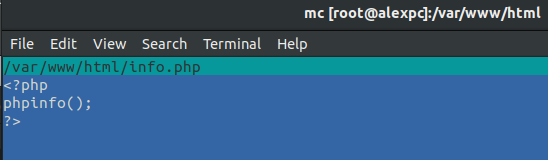 mc [root@alexpc]:/var/www/html
File Edit View Search Terminal Help
/var/www/html/info.php
<?php
phpinfo();
?>